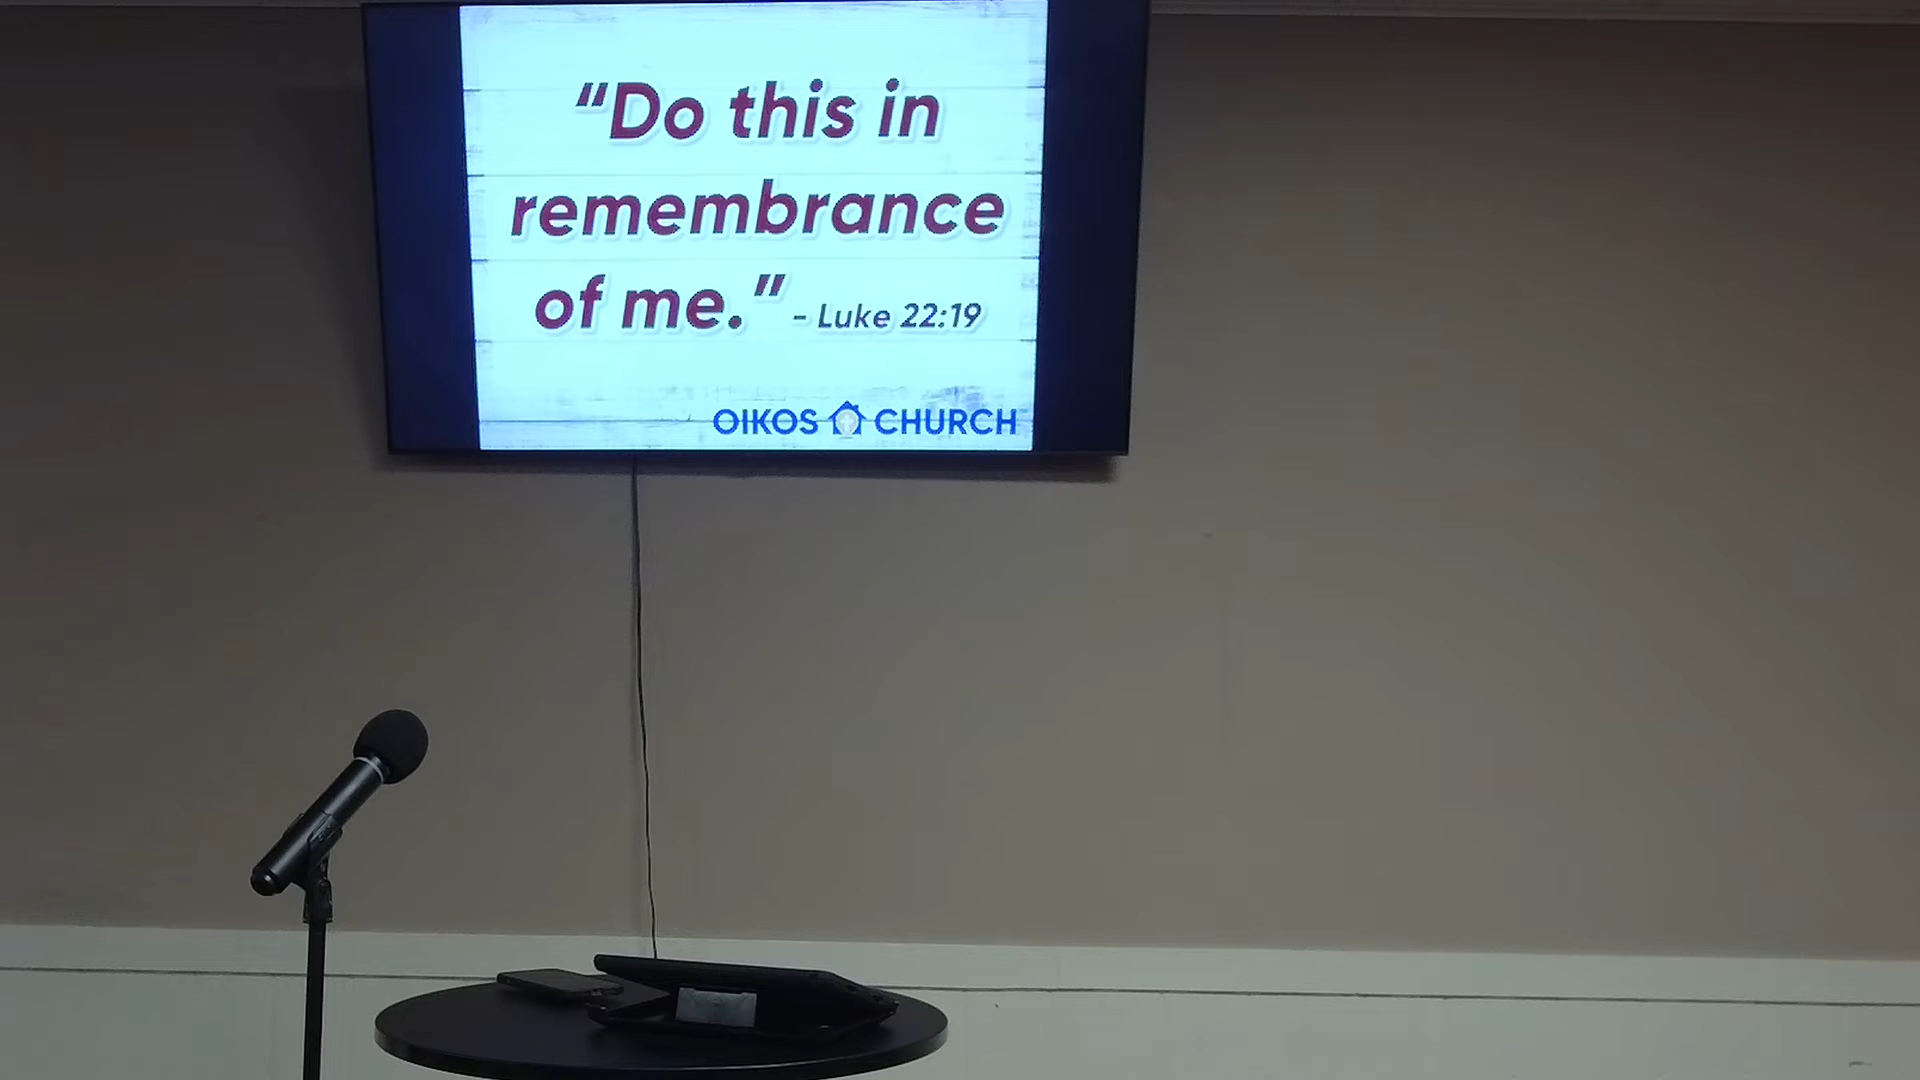 “Do this in
remembrance
of me.” - Luke 22:19
OIKOS CHURCH